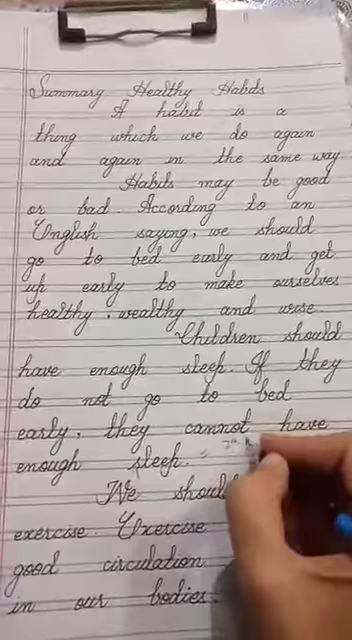 Summary Healthy Habits
A habit is a
thing which we do again
and again in the same way
Habits may be good
or bad. According to an
English saying, we should
go to bed early and get
up early to make ourselves
healthy, wealthy and wise.
Children should
have enough sleep. If they
do not go to bed
early, they cannot have
enough sleep.
We should
exercise. Exercise
good circulation
in our bodies.